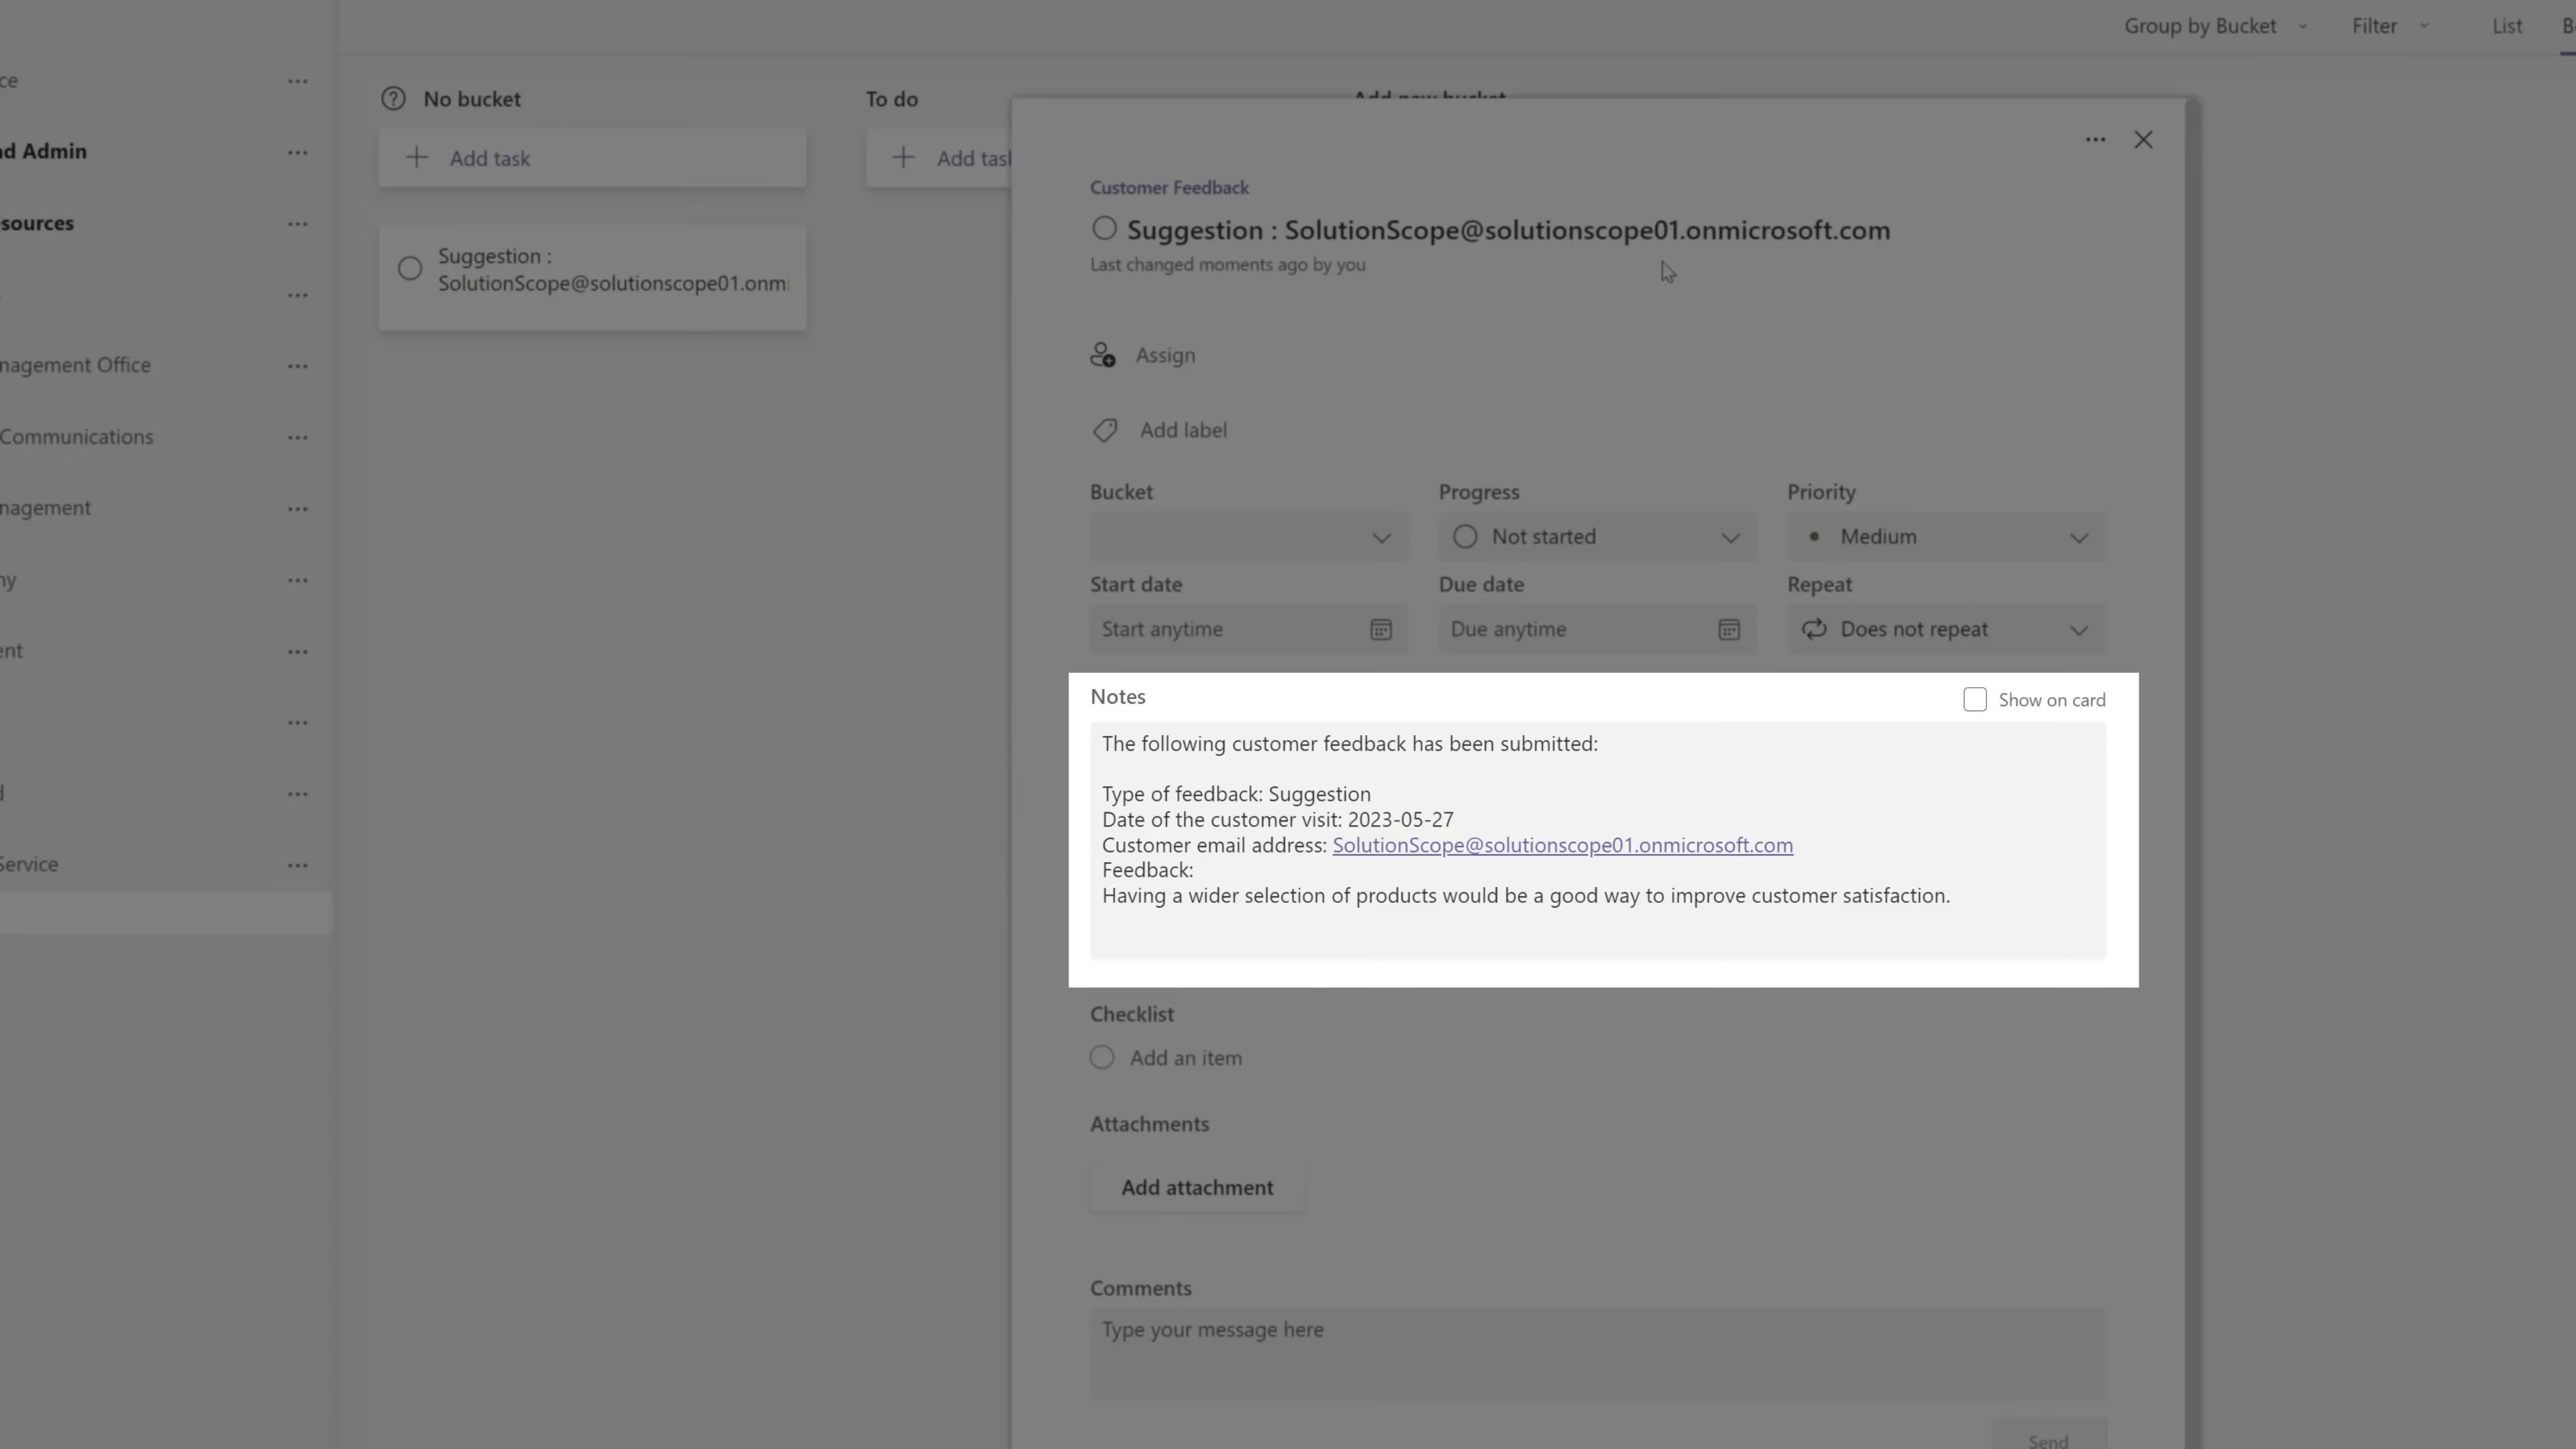 Group by Bucket Filter List
ce
nd Admin
sources
nagement Office
Communications
nagement
ny
ent
d
Service
No bucket
Add task
Suggestion :
SolutionScope@solutionscope01.onmi
To do
Add task
Add new bucket
Customer Feedback
Suggestion : SolutionScope@solutionscope01.onmicrosoft.com
Last changed moments ago by you
Assign
Add label
Bucket Progress Priority
Not started Medium
Start date Due date Repeat
Start anytime Due anytime Does not repeat
Notes Show on card
The following customer feedback has been submitted:
Type of feedback: Suggestion
Date of the customer visit: 2023-05-27
Customer email address: SolutionScope@solutionscope01.onmicrosoft.com
Feedback:
Having a wider selection of products would be a good way to improve customer satisfaction.
Checklist
Add an item
Attachments
Add attachment
Comments
Type your message here
Send